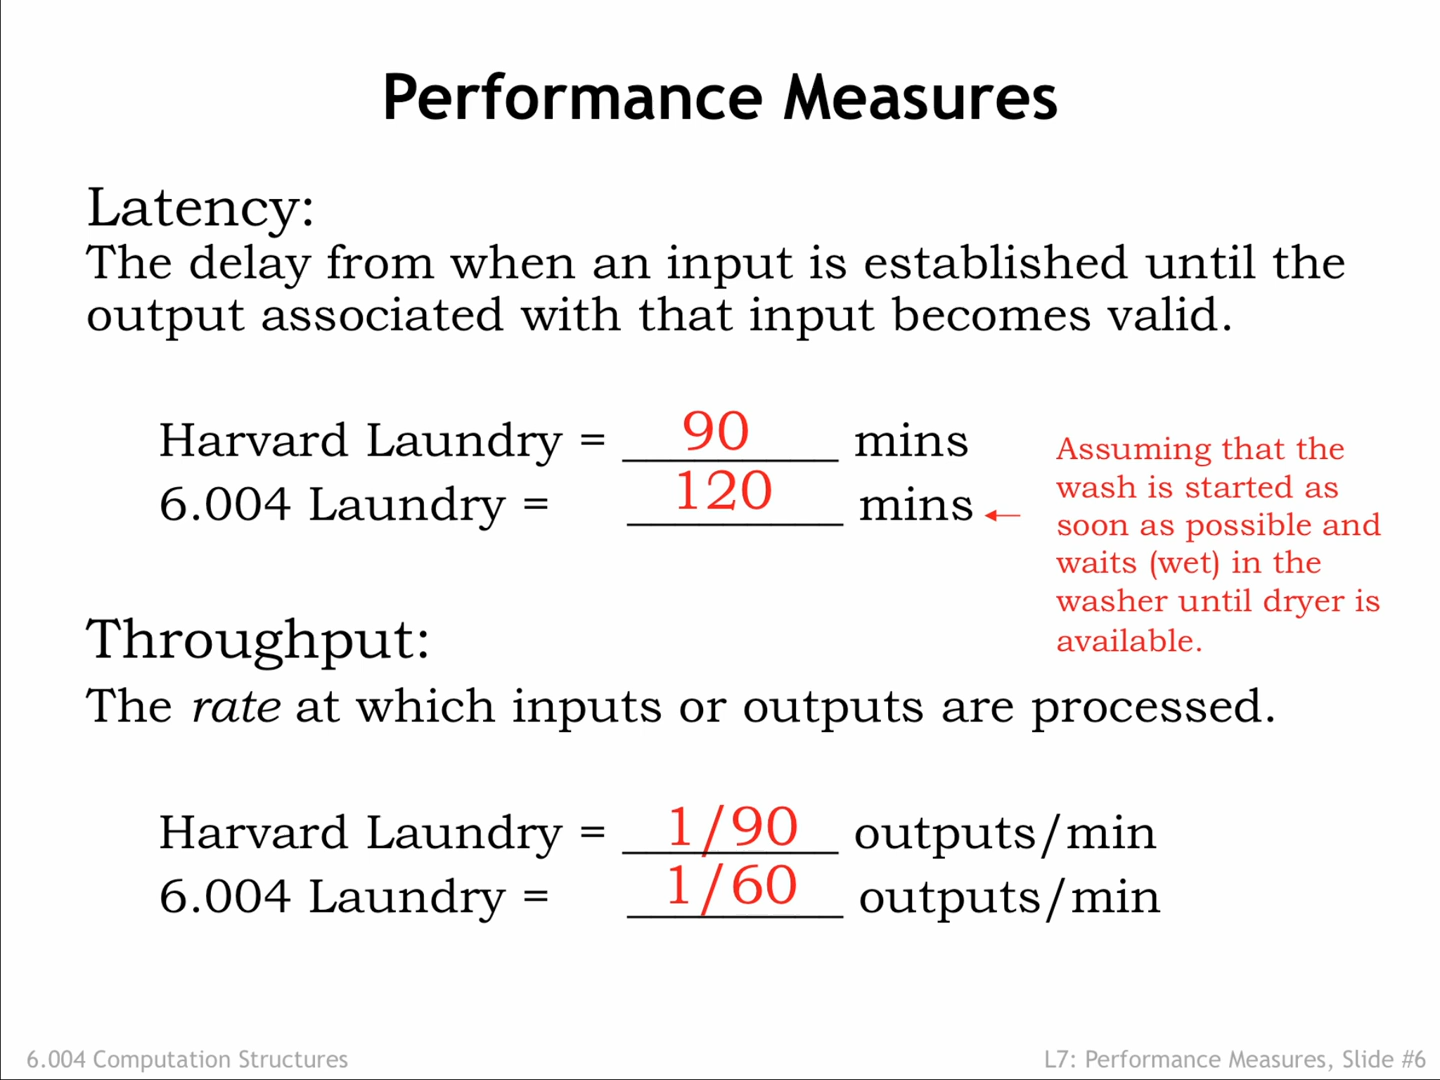 Performance Measures
Latency:
The delay from when an input is established until the
output associated with that input becomes valid.
Harvard Laundry = 90 mins
6.004 Laundry = 120 mins
Assuming that the
wash is started as
soon as possible and
waits (wet) in the
washer until dryer is
available.
Throughput:
The rate at which inputs or outputs are processed.
Harvard Laundry = 1/90 outputs/min
6.004 Laundry = 1/60 outputs/min
6.004 Computation Structures
L7: Performance Measures, Slide #6